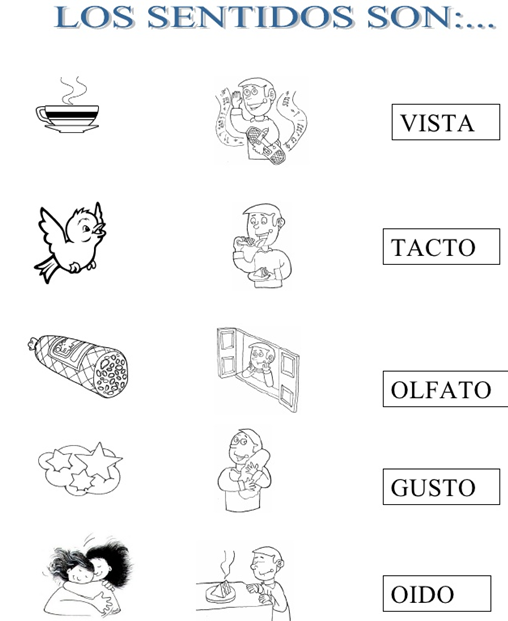 LOS SENTIDOS SON:...
VISTA
TACTO
OLFATO
GUSTO
OIDO